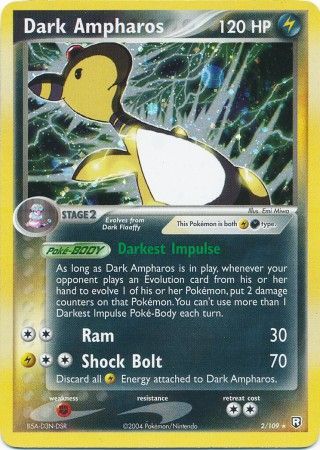 Dark Ampharos 120 HP
Illus. Emi Miwa
STAGE2
Evolves from
Dark Flaaffy
This Pokémon is both type.
Poké-BODY Darkest Impulse
As long as Dark Ampharos is in play, whenever your
opponent plays an Evolution card from his or her
hand to evolve 1 of his or her Pokémon, put 2 damage
counters on that Pokémon. You can't use more than 1
Darkest Impulse Poké-Body each turn.
Ram 30
Shock Bolt 70
Discard all Energy attached to Dark Ampharos.
weakness resistance retreat cost
B5A-D3N-DSR ©2004 Pokémon/Nintendo 2/109 ★ R